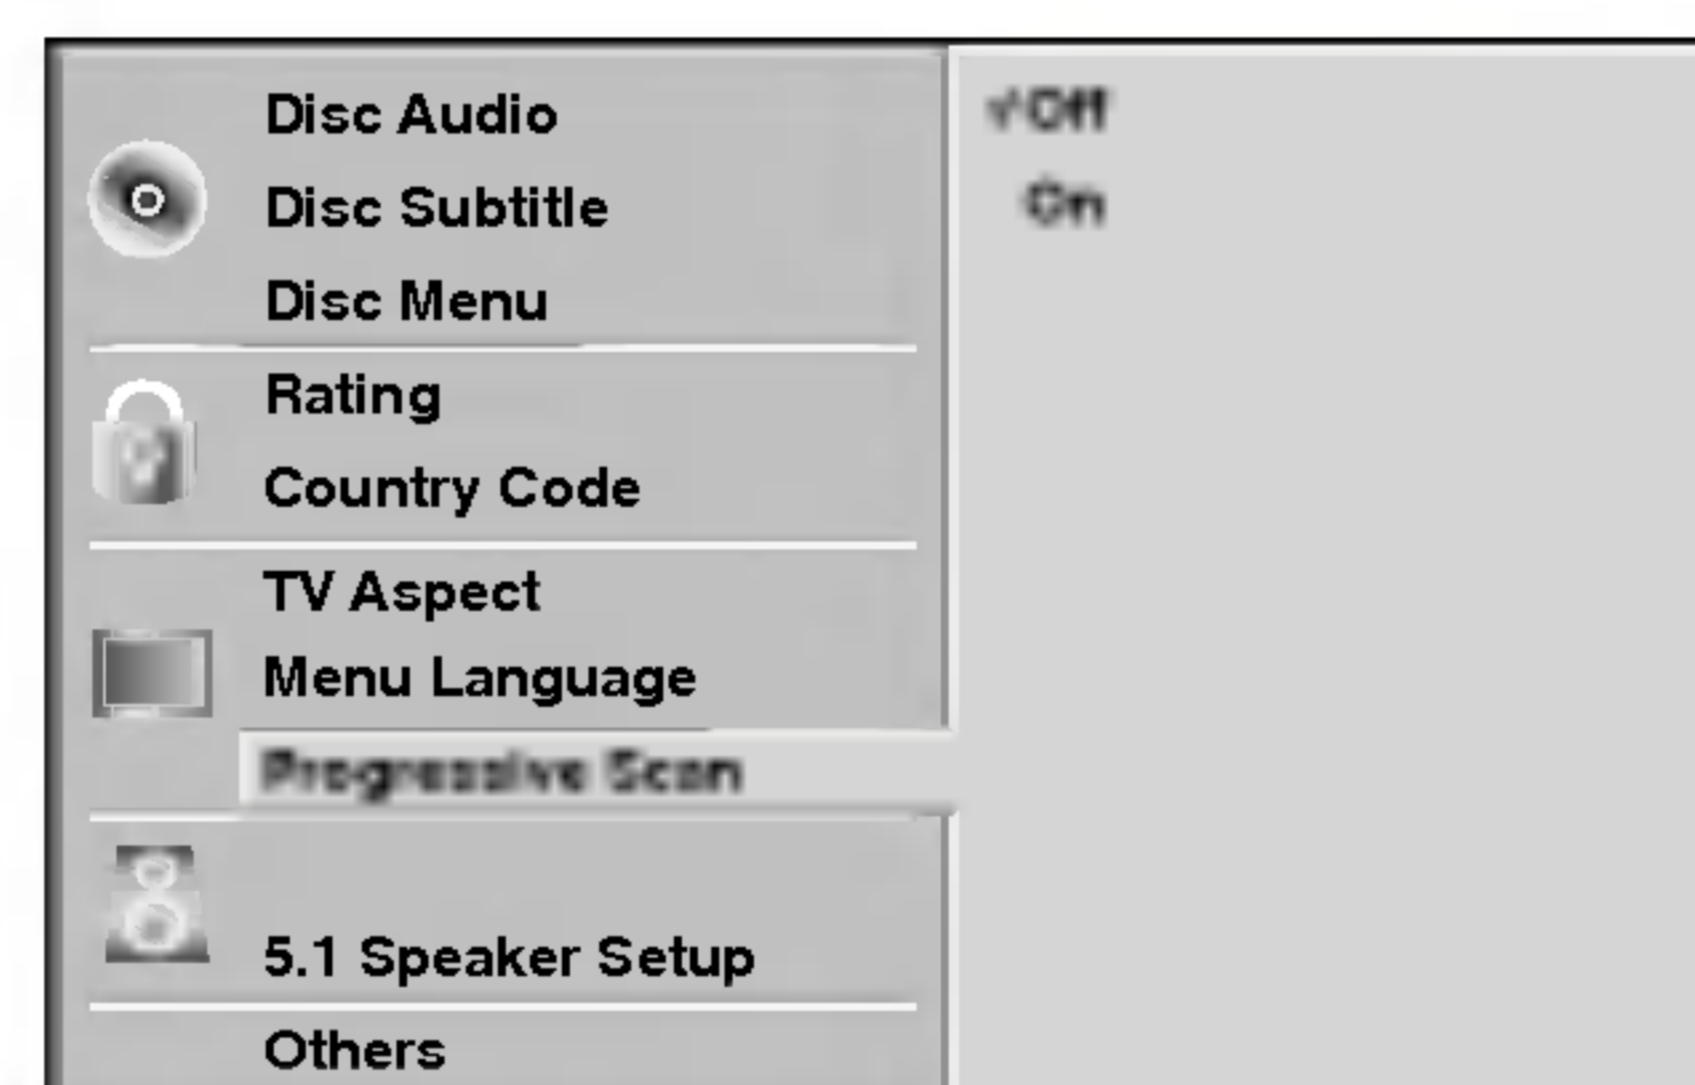 Disc Audio
Disc Subtitle
Disc Menu
Rating
Country Code
TV Aspect
Menu Language
Progressive Scan
5.1 Speaker Setup
Others
✓Off
On